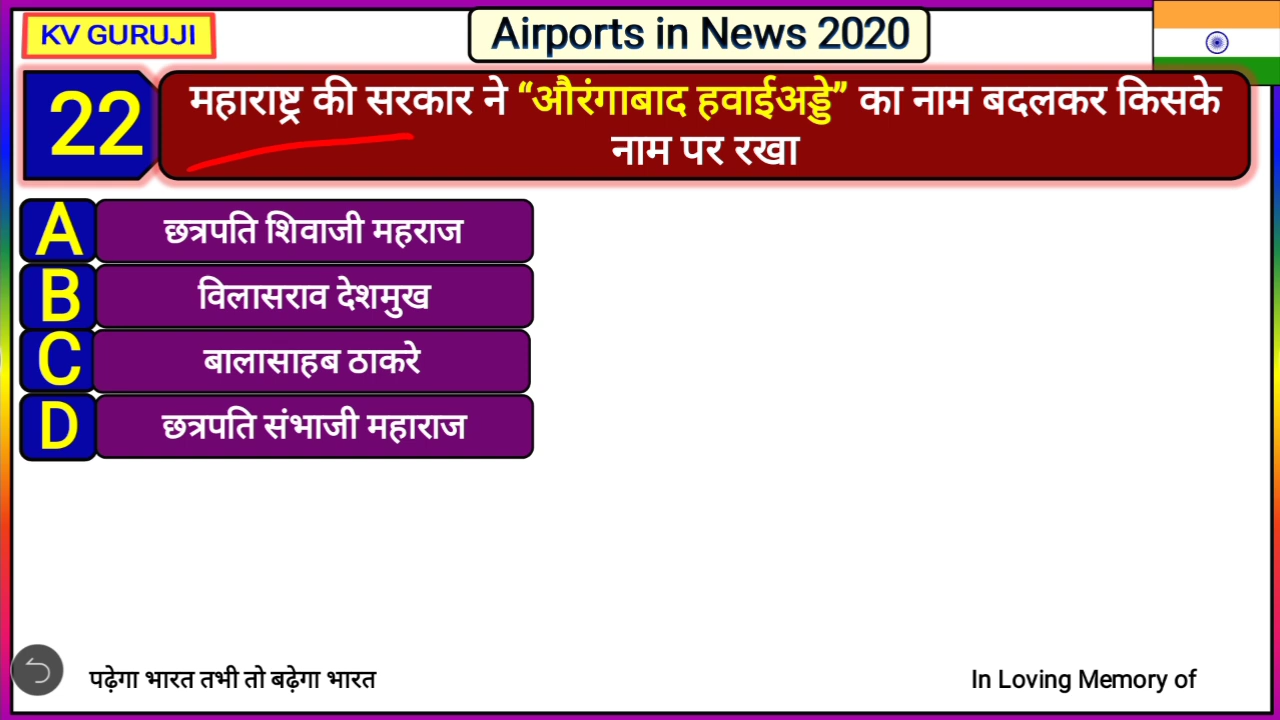 KV GURUJI
Airports in News 2020
22
महाराष्ट्र की सरकार ने “औरंगाबाद हवाईअड्डे” का नाम बदलकर किसके
नाम पर रखा
A
छत्रपति शिवाजी महराज
B
विलासराव देशमुख
C
बालासाहब ठाकरे
D
छत्रपति संभाजी महाराज
पढ़ेगा भारत तभी तो बढ़ेगा भारत
In Loving Memory of